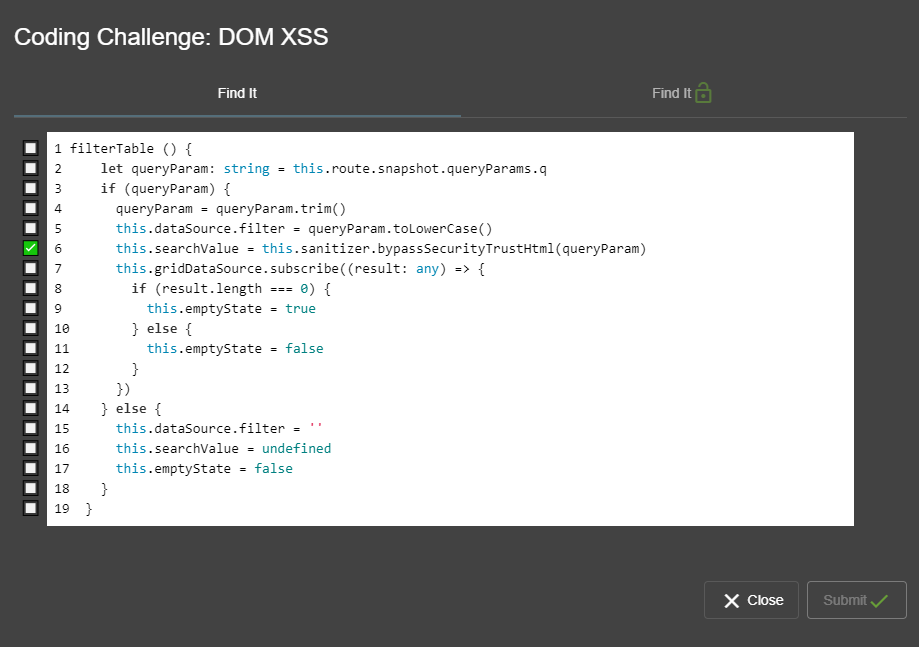 Coding Challenge: DOM XSS
Find It
Find It
1 filterTable () {
2     let queryParam: string = this.route.snapshot.queryParams.q
3     if (queryParam) {
4       queryParam = queryParam.trim()
5       this.dataSource.filter = queryParam.toLowerCase()
6       this.searchValue = this.sanitizer.bypassSecurityTrustHtml(queryParam)
7       this.gridDataSource.subscribe((result: any) => {
8         if (result.length === 0) {
9           this.emptyState = true
10         } else {
11           this.emptyState = false
12         }
13       })
14     } else {
15       this.dataSource.filter = ''
16       this.searchValue = undefined
17       this.emptyState = false
18     }
19   }
Close
Submit